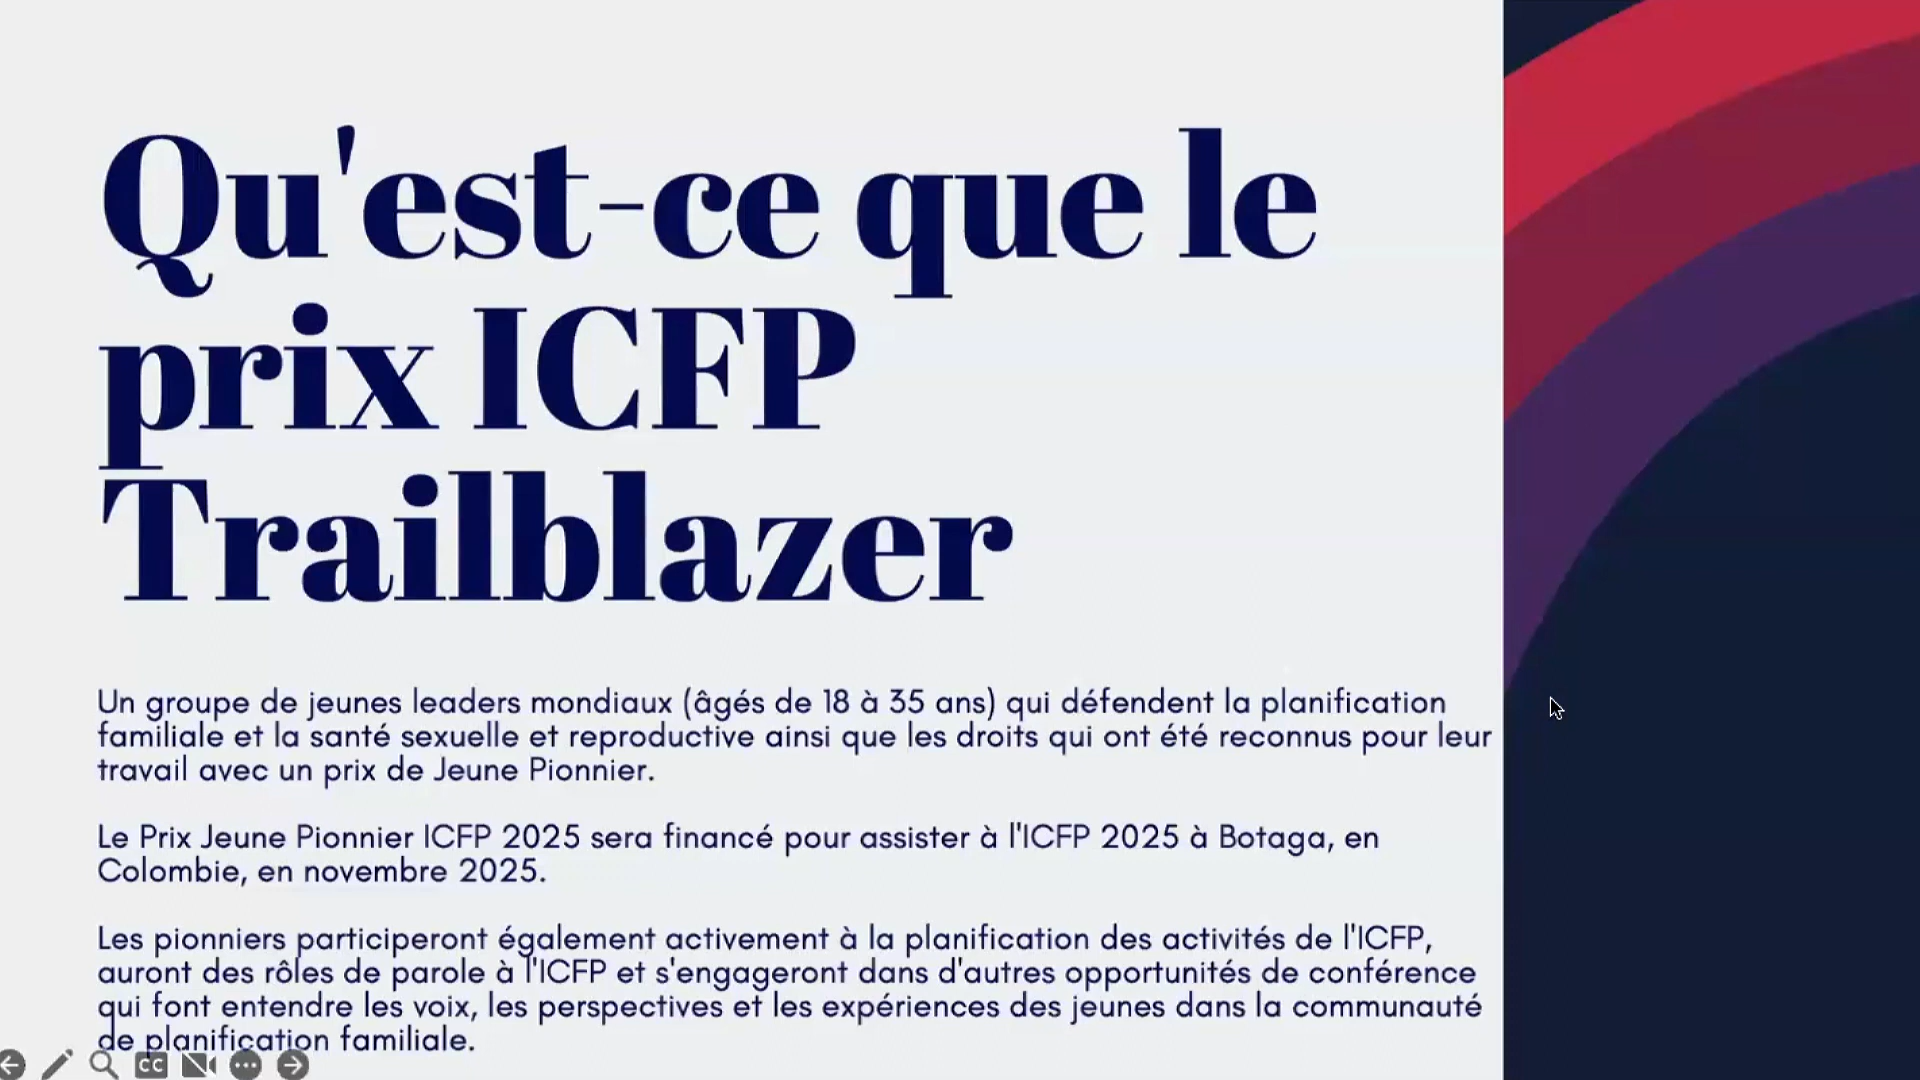 Qu'est-ce que le
prix ICFP
Trailblazer
Un groupe de jeunes leaders mondiaux (âgés de 18 à 35 ans) qui défendent la planification
familiale et la santé sexuelle et reproductive ainsi que les droits qui ont été reconnus pour leur
travail avec un prix de Jeune Pionnier.
Le Prix Jeune Pionnier ICFP 2025 sera financé pour assister à l'ICFP 2025 à Botaga, en
Colombie, en novembre 2025.
Les pionniers participeront également activement à la planification des activités de l'ICFP,
auront des rôles de parole à l'ICFP et s'engageront dans d'autres opportunités de conférence
qui font entendre les voix, les perspectives et les expériences des jeunes dans la communauté
de planification familiale.
CC